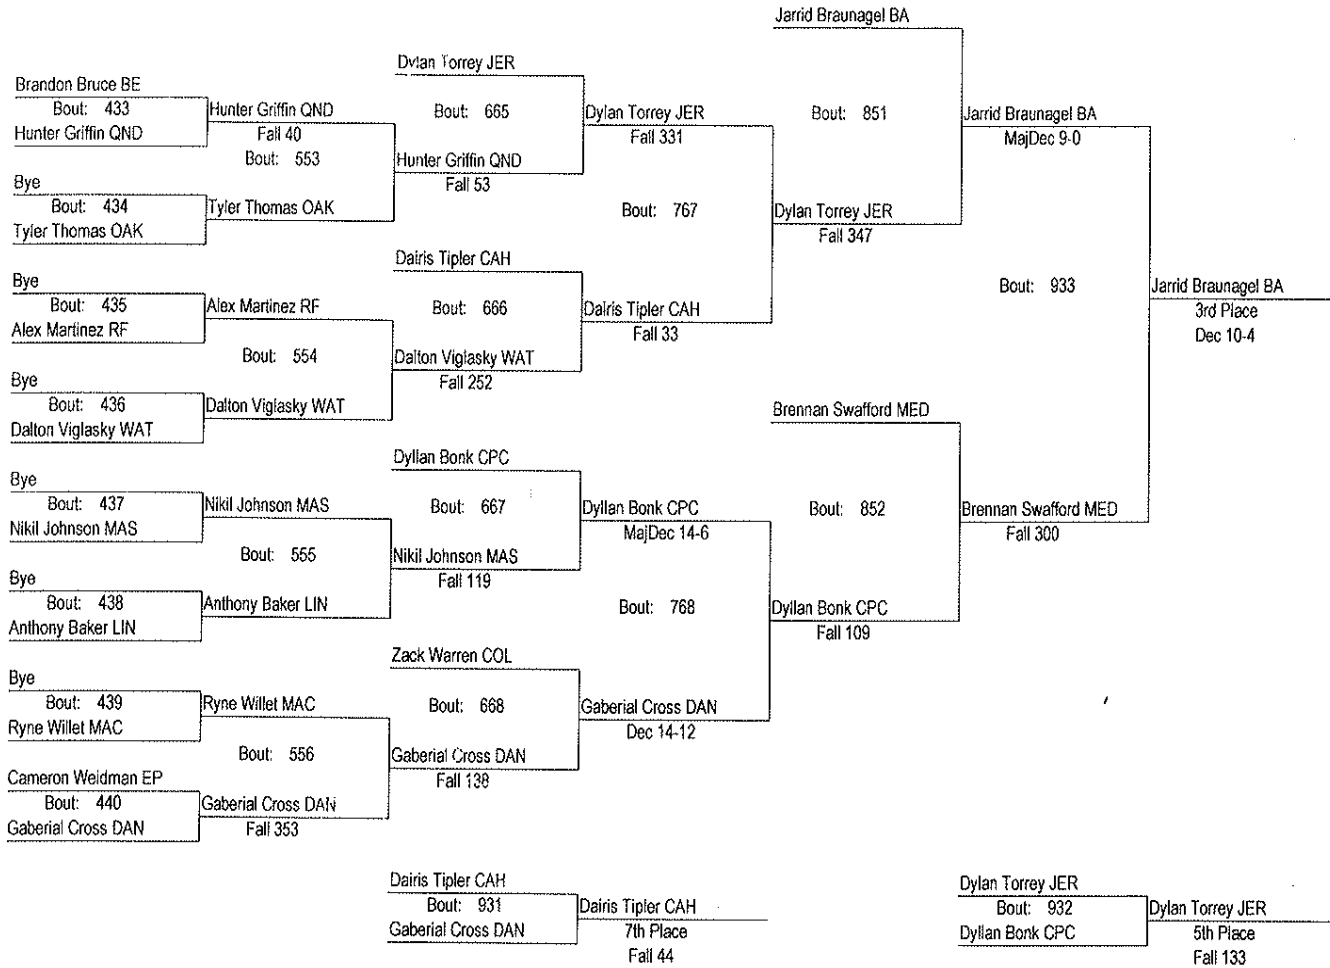 Jarrid Braunagel BA
Dylan Torrey JER
Brandon Bruce BE
Bout: 433
Hunter Griffin QND
Hunter Griffin QND
Fall 40
Bout: 553
Bout: 665
Dylan Torrey JER
Fall 331
Bout: 851
Jarrid Braunagel BA
MajDec 9-0
Hunter Griffin QND
Fall 53
Bye
Bout: 434
Tyler Thomas OAK
Tyler Thomas OAK
Bout: 767
Dylan Torrey JER
Fall 347
Dairis Tipler CAH
Bye
Bout: 435
Alex Martinez RF
Alex Martinez RF
Bout: 666
Dairis Tipler CAH
Fall 33
Bout: 933
Jarrid Braunagel BA
3rd Place
Dec 10-4
Bout: 554
Dalton Viglasky WAT
Fall 252
Bye
Bout: 436
Dalton Viglasky WAT
Dalton Viglasky WAT
Brennan Swafford MED
Dyllan Bonk CPC
Bye
Bout: 437
Nikil Johnson MAS
Nikil Johnson MAS
Bout: 667
Dyllan Bonk CPC
MajDec 14-6
Bout: 852
Brennan Swafford MED
Fall 300
Bout: 555
Nikil Johnson MAS
Fall 119
Bye
Bout: 438
Anthony Baker LIN
Anthony Baker LIN
Bout: 768
Dyllan Bonk CPC
Fall 109
Zack Warren COL
Bye
Bout: 439
Ryne Willet MAC
Ryne Willet MAC
Bout: 668
Gaberial Cross DAN
Dec 14-12
Bout: 556
Gaberial Cross DAN
Fall 138
Cameron Weidman EP
Bout: 440
Gaberial Cross DAN
Gaberial Cross DAN
Fall 353
Dairis Tipler CAH
Bout: 931
Gaberial Cross DAN
Dairis Tipler CAH
7th Place
Fall 44
Dylan Torrey JER
Bout: 932
Dyllan Bonk CPC
Dylan Torrey JER
5th Place
Fall 133